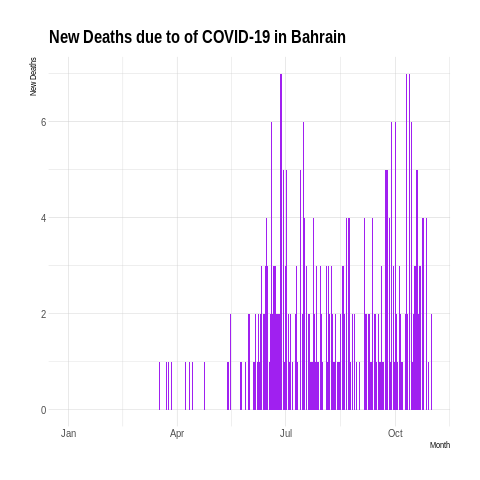 New Deaths due to of COVID-19 in Bahrain
New Deaths
6
4
2
0
Jan Apr Jul Oct
Month